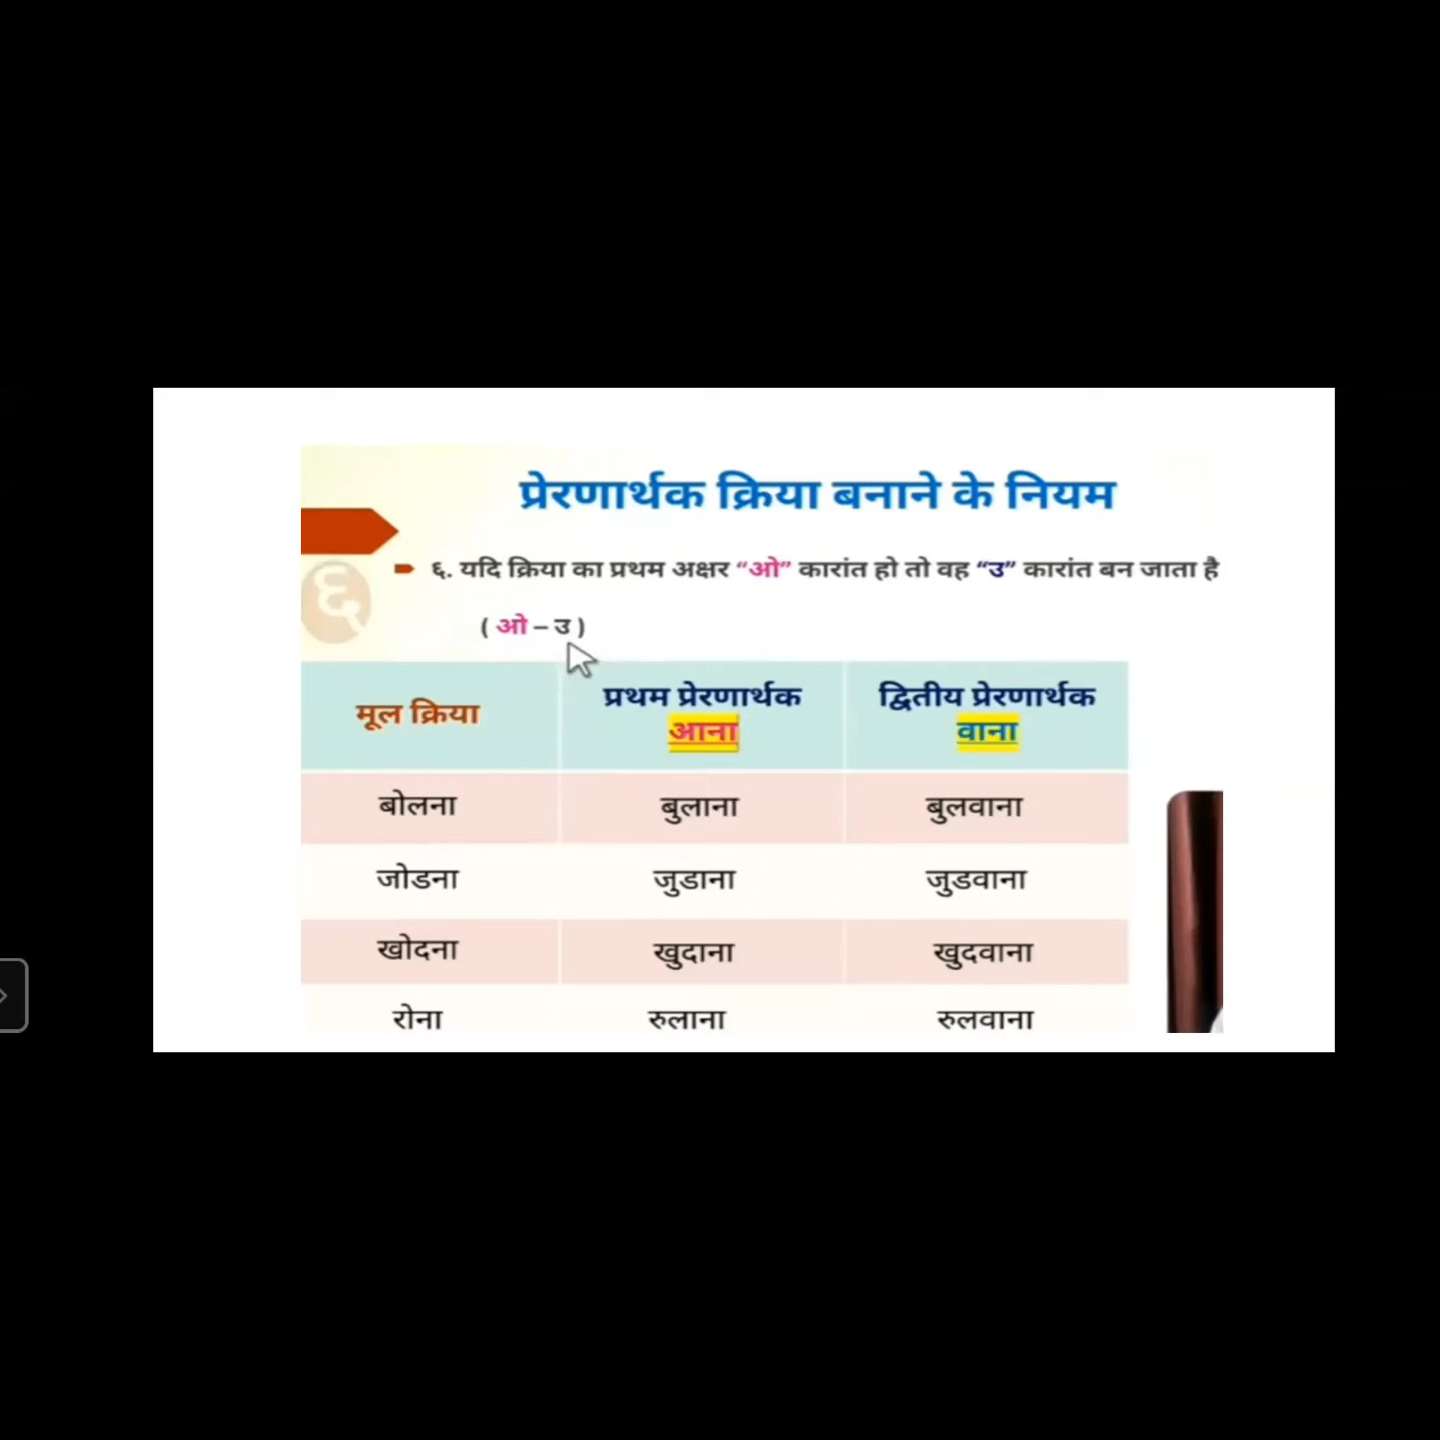 प्रेरणार्थक क्रिया बनाने के नियम
६. यदि क्रिया का प्रथम अक्षर “ओ” कारांत हो तो वह “उ” कारांत बन जाता है
( ओ – उ )
६
मूल क्रिया प्रथम प्रेरणार्थक आना द्वितीय प्रेरणार्थक वाना
बोलना बुलाना बुलवाना
जोडना जुडाना जुडवाना
खोदना खुदाना खुदवाना
रोना रुलाना रुलवाना